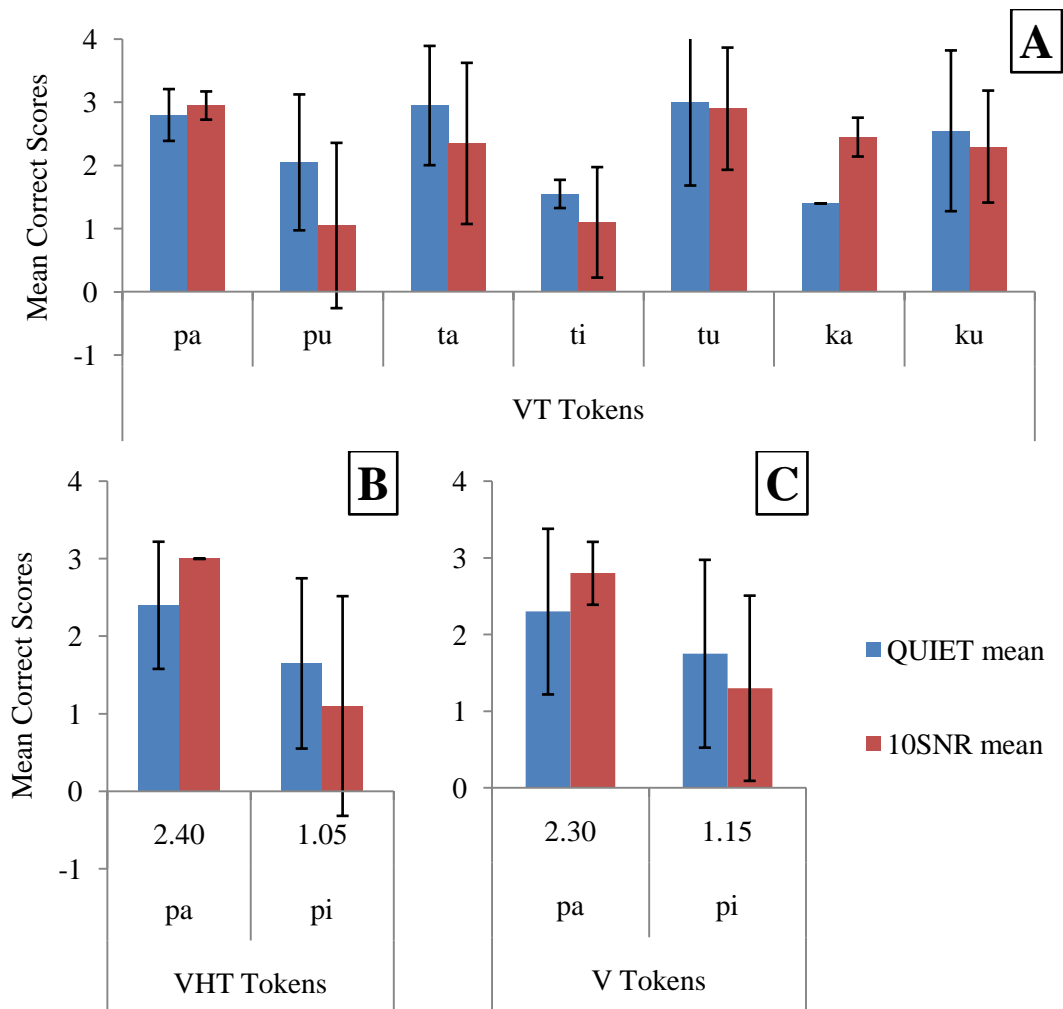 A
Mean Correct Scores
4
3
2
1
0
-1
pa pu ta ti tu ka ku
VT Tokens
B
Mean Correct Scores
4
3
2
1
0
-1
2.40 1.05
pa pi
VHT Tokens
C
4
3
2
1
0
2.30 1.15
pa pi
V Tokens
QUIET mean
10SNR mean